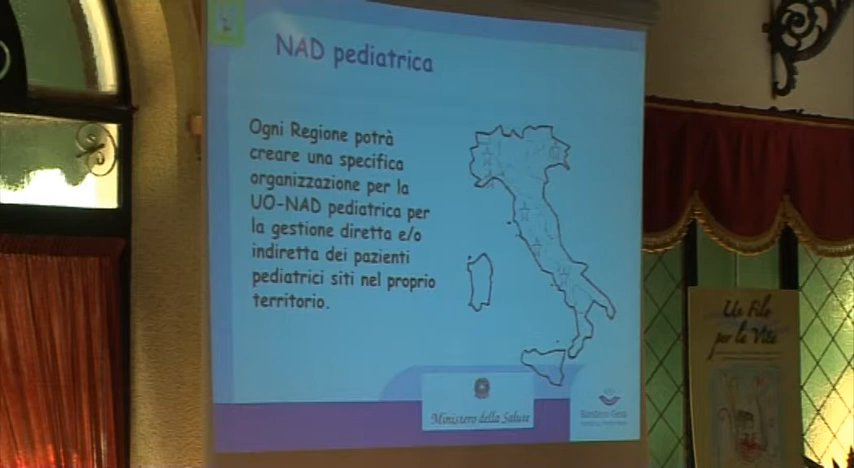 NAD pediatrica
Ogni Regione potrà
creare una specifica
organizzazione per la
UO-NAD pediatrica per
la gestione diretta e/o
indiretta dei pazienti
pediatrici siti nel proprio
territorio.
Ministero della Salute
Un Filo
per la Vita